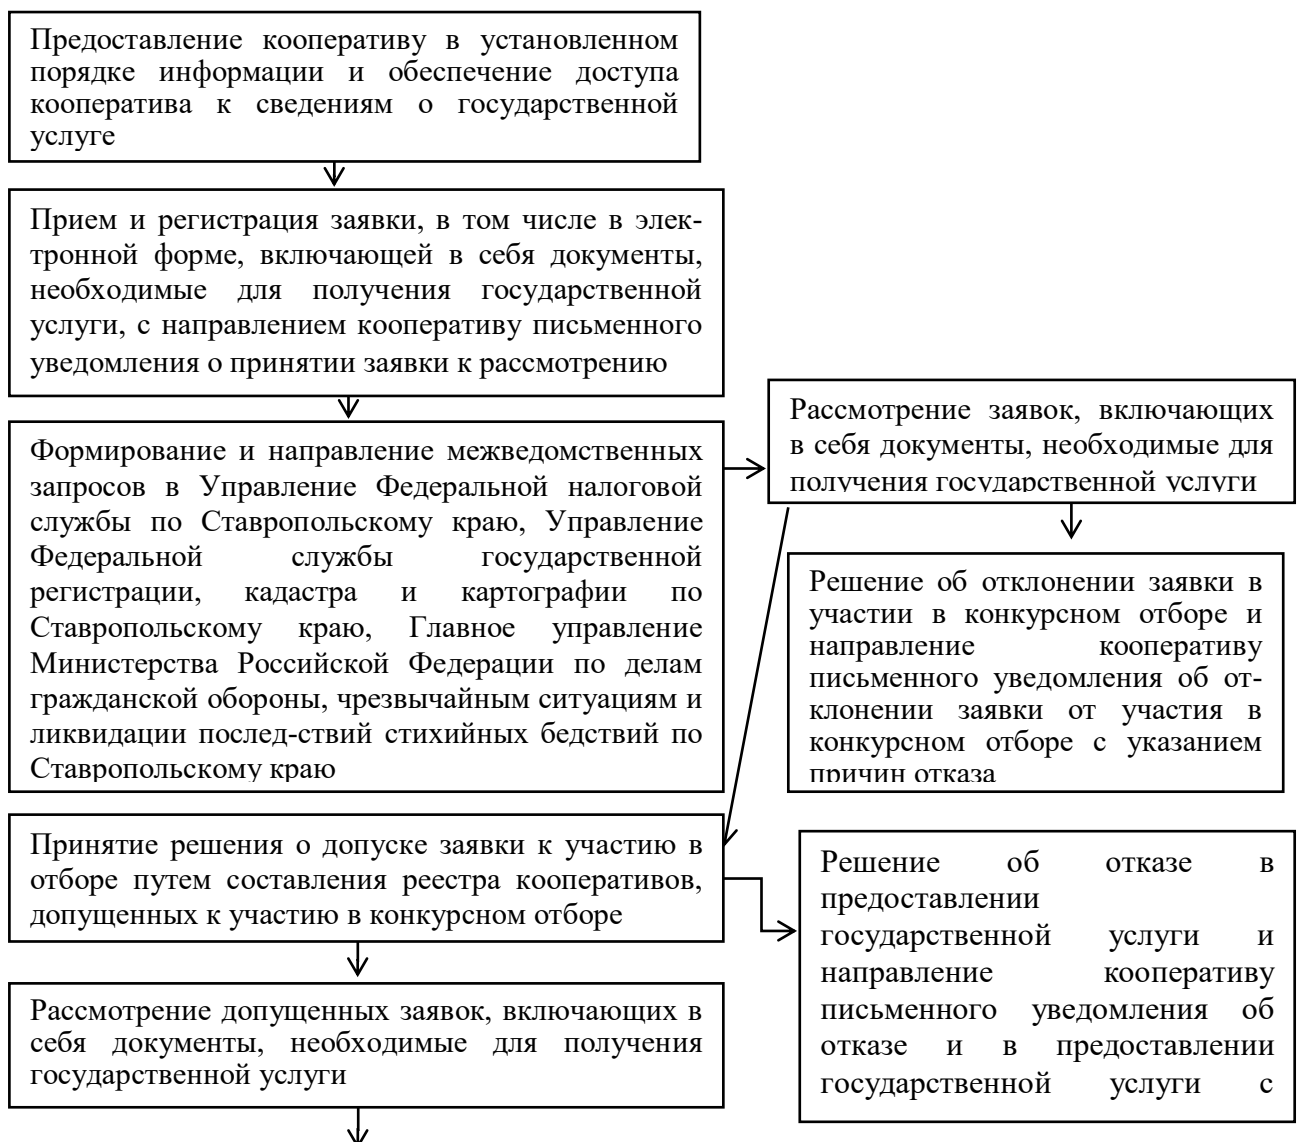 Предоставление кооперативу в установленном
порядке информации и обеспечение доступа
кооператива к сведениям о государственной
услуге
Прием и регистрация заявки, в том числе в элек-
тронной форме, включающей в себя документы,
необходимые для получения государственной
услуги, с направлением кооперативу письменного
уведомления о принятии заявки к рассмотрению
Формирование и направление межведомственных
запросов в Управление Федеральной налоговой
службы по Ставропольскому краю, Управление
Федеральной службы государственной
регистрации, кадастра и картографии по
Ставропольскому краю, Главное управление
Министерства Российской Федерации по делам
гражданской обороны, чрезвычайным ситуациям и
ликвидации послед-ствий стихийных бедствий по
Ставропольскому краю
Рассмотрение заявок, включающих
в себя документы, необходимые для
получения государственной услуги
Решение об отклонении заявки в
участии в конкурсном отборе и
направление кооперативу
письменного уведомления об от-
клонении заявки от участия в
конкурсном отборе с указанием
причин отказа
Принятие решения о допуске заявки к участию в
отборе путем составления реестра кооперативов,
допущенных к участию в конкурсном отборе
Решение об отказе в
предоставлении
государственной услуги и
направление кооперативу
письменного уведомления об
отказе и в предоставлении
государственной услуги с
Рассмотрение допущенных заявок, включающих в
себя документы, необходимые для получения
государственной услуги